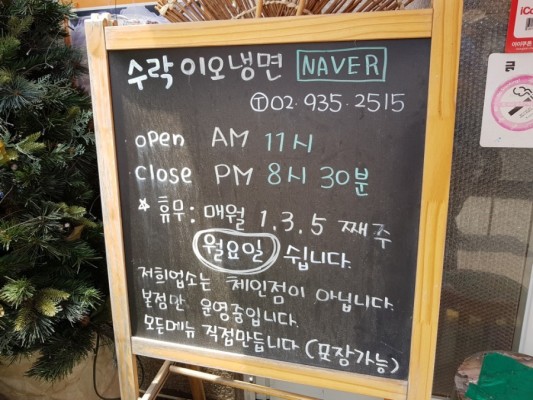 수락 이오냉면 NAVER
Ⓣ 02. 935. 2515
open AM 11시
Close PM 8시 30분
☆ 휴무: 매월 1. 3. 5 째주
월요일 쉽니다.
저희업소는 체인점이 아닙니다.
본점만 운영중입니다.
모든메뉴 직접만듭니다 (포장가능)